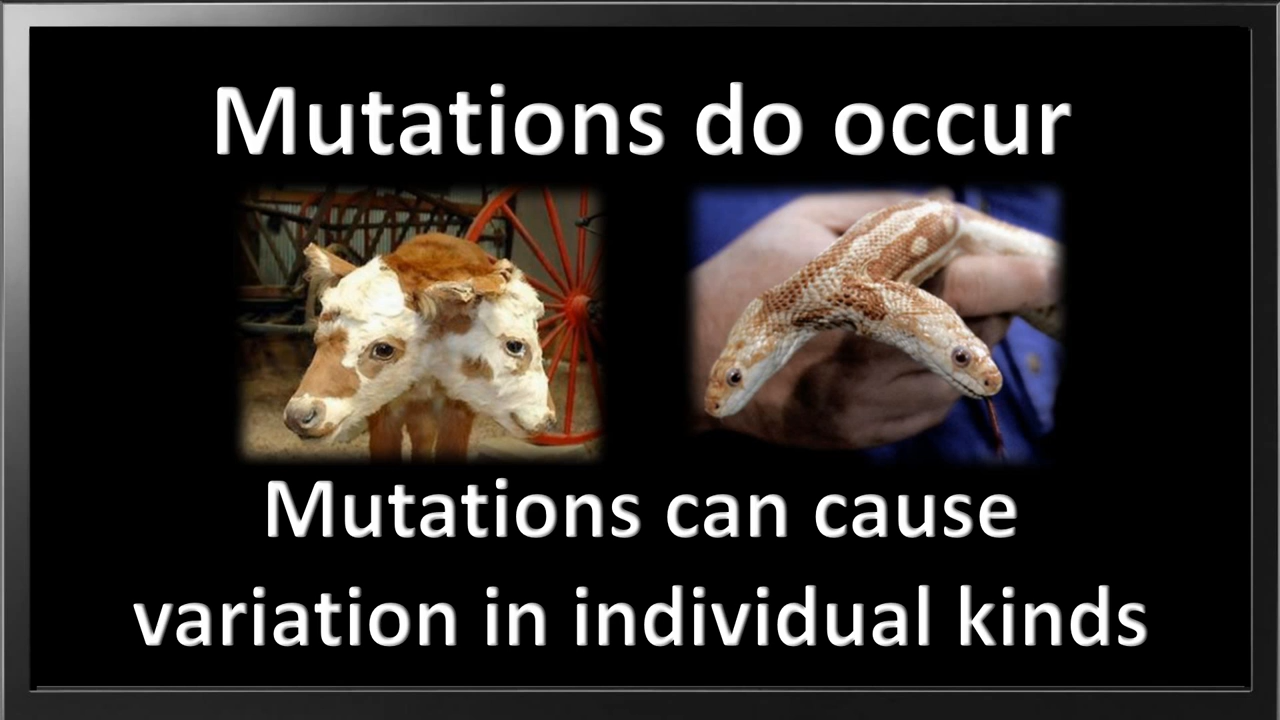 Mutations do occur
Mutations can cause
variation in individual kinds